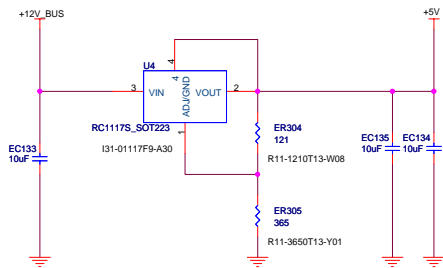 +12V_BUS
+5V
U4
4
4
3
VIN
VOUT
2
ADJ/GND
RC1117S_SOT223
1
I31-01117F9-A30
EC133
10uF
ER304
121
R11-1210T13-W08
EC135
10uF
EC134
10uF
ER305
365
R11-3650T13-Y01